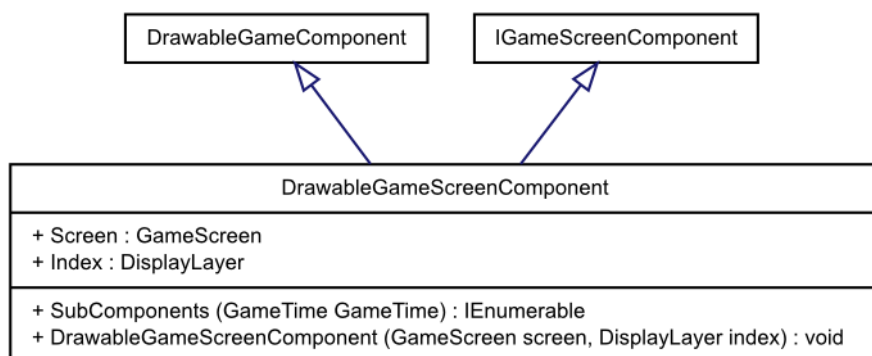 DrawableGameComponent
IGameScreenComponent
DrawableGameScreenComponent
+ Screen : GameScreen
+ Index : DisplayLayer
+ SubComponents (GameTime GameTime) : IEnumerable
+ DrawableGameScreenComponent (GameScreen screen, DisplayLayer index) : void